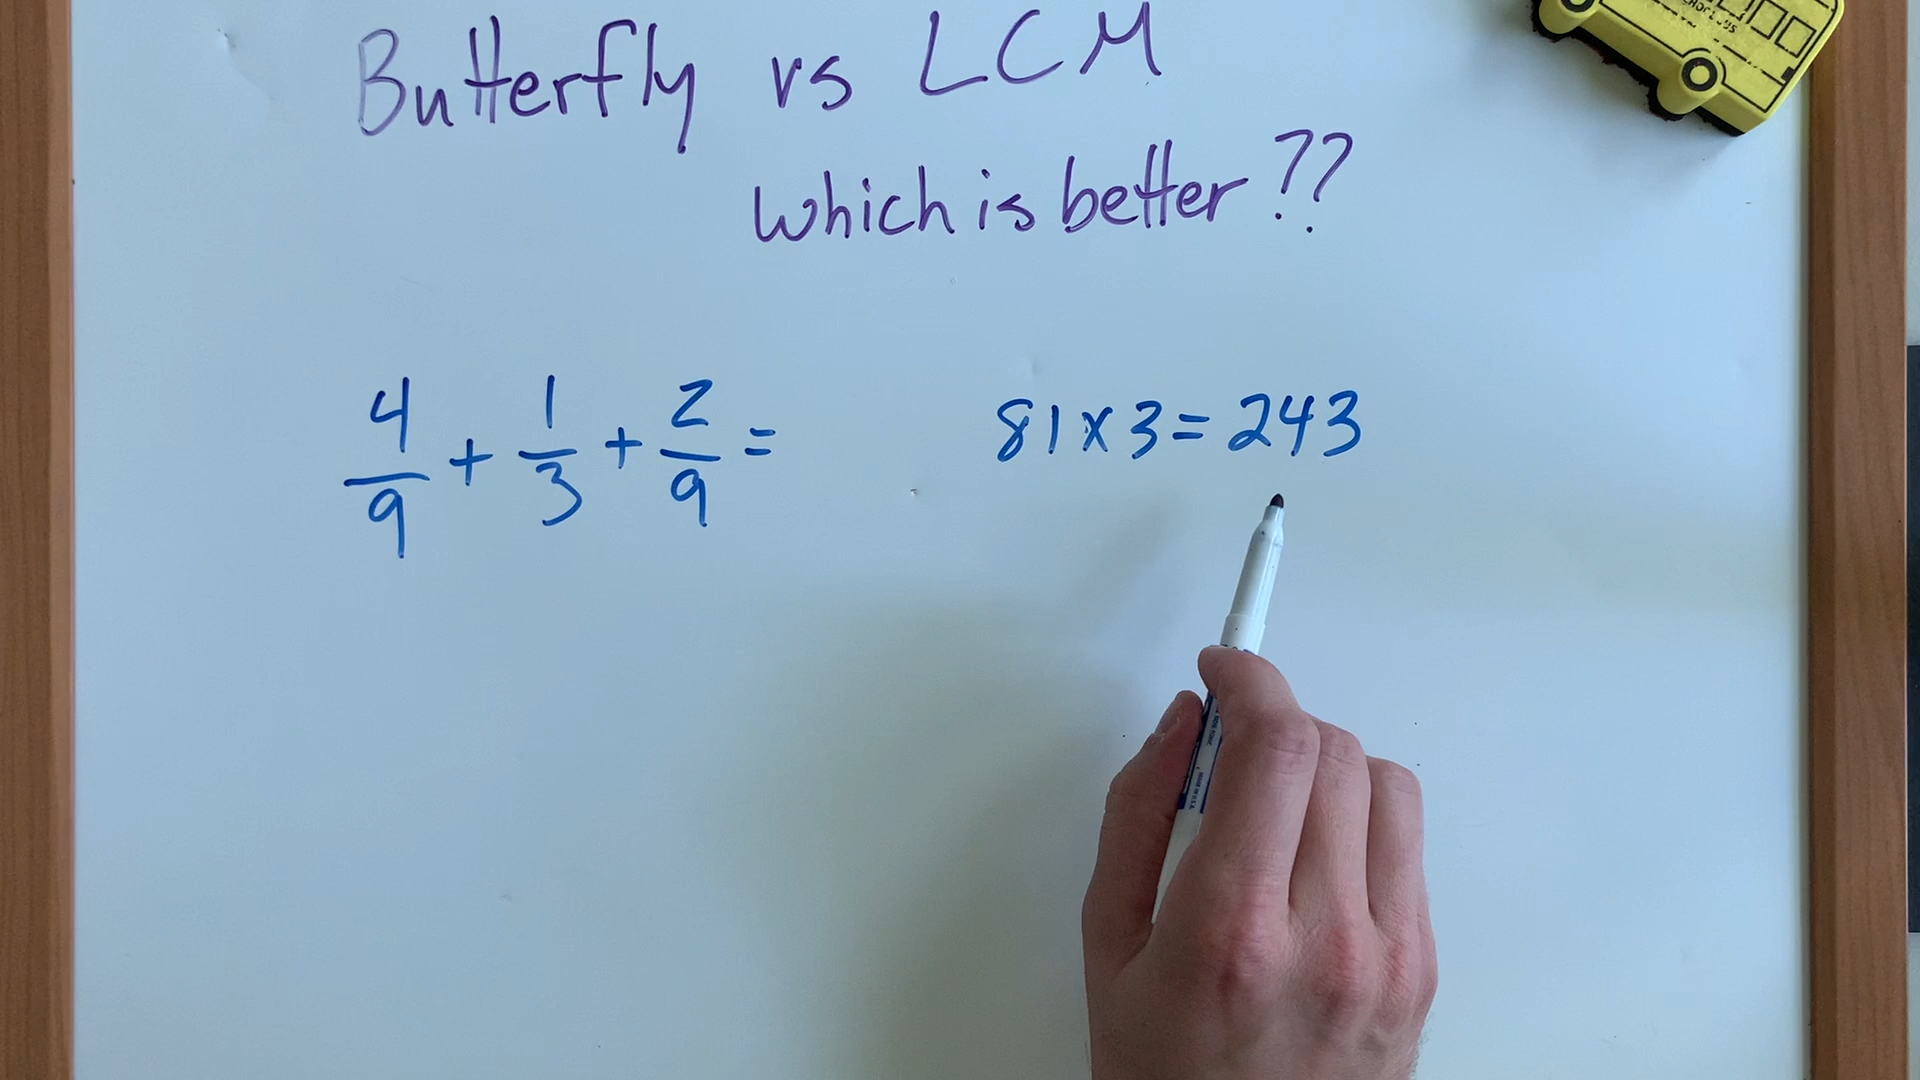 Butterfly vs LCM
which is better??
4/9 + 1/3 + 2/9 =
81 x 3 = 243